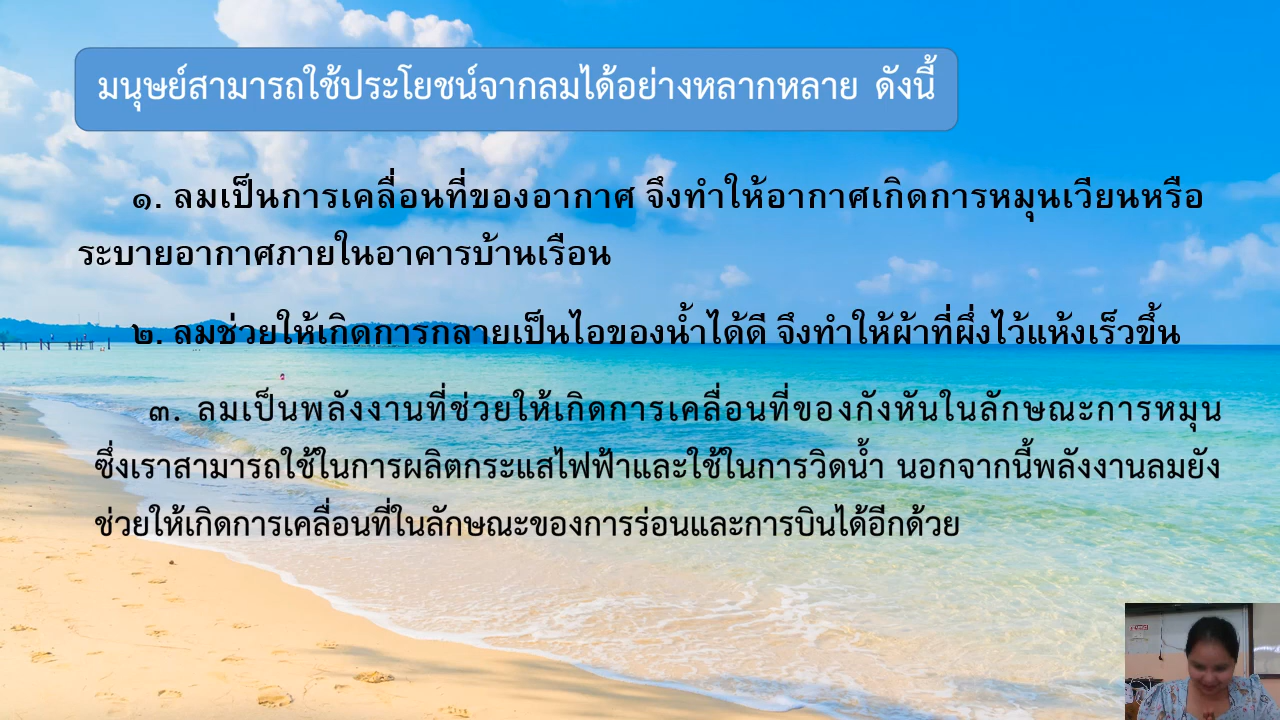 มนุษย์สามารถใช้ประโยชน์จากลมได้อย่างหลากหลาย ดังนี้
๑. ลมเป็นการเคลื่อนที่ของอากาศ จึงทำให้อากาศเกิดการหมุนเวียนหรือ
ระบายอากาศภายในอาคารบ้านเรือน
๒. ลมช่วยให้เกิดการกลายเป็นไอของน้ำได้ดี จึงทำให้ผ้าที่ผึ่งไว้แห้งเร็วขึ้น
๓. ลมเป็นพลังงานที่ช่วยให้เกิดการเคลื่อนที่ของกังหันในลักษณะการหมุน
ซึ่งเราสามารถใช้ในการผลิตกระแสไฟฟ้าและใช้ในการวิดน้ำ นอกจากนี้พลังงานลมยัง
ช่วยให้เกิดการเคลื่อนที่ในลักษณะของการร่อนและการบินได้อีกด้วย